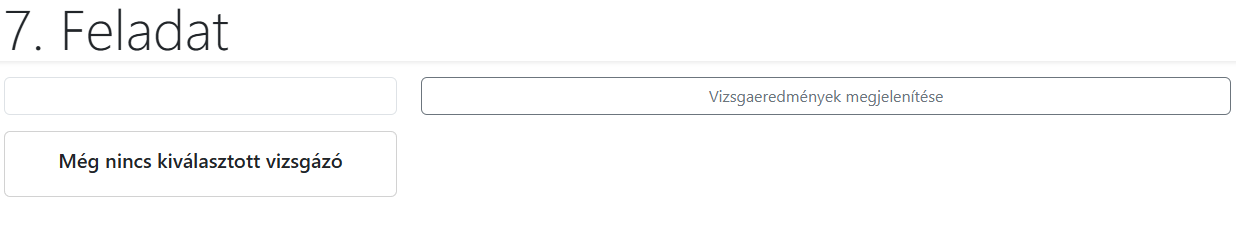 7. Feladat
Vizsgaeredmények megjelenítése
Még nincs kiválasztott vizsgázó